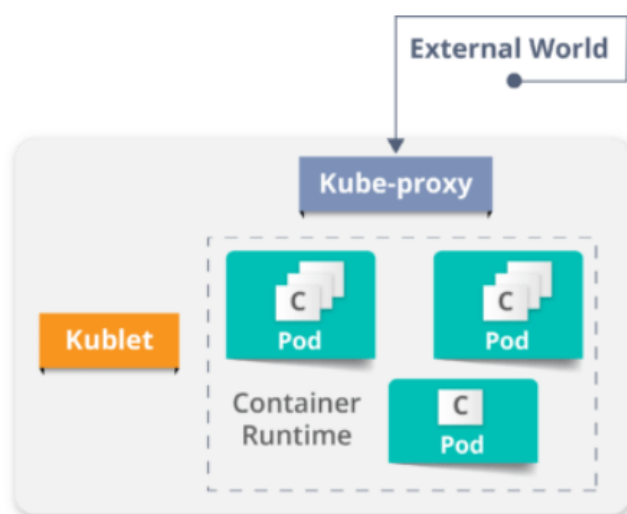 External World
Kube-proxy
C
Pod
C
Pod
Kublet
Container
Runtime
C
Pod